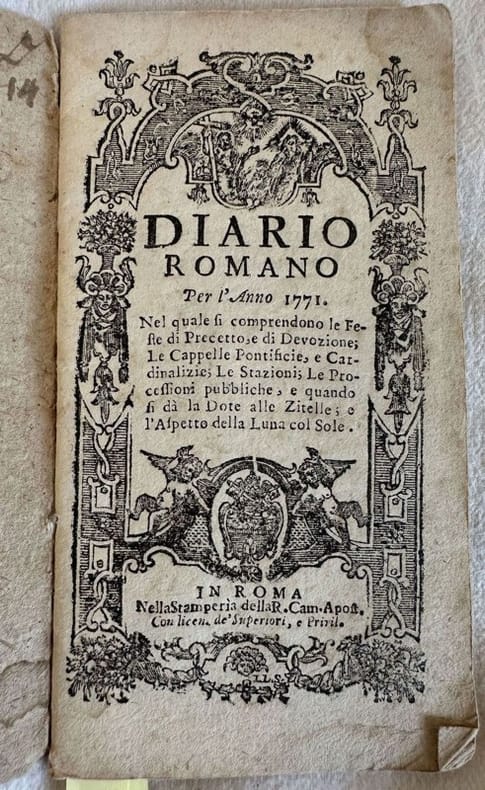 14
DIARIO
ROMANO
Per l'Anno 1771.
Nel quale si comprendono le Fe-
ste di Precetto, e di Devozione;
Le Cappelle Pontificie, e Car-
dinalizie; Le Stazioni; Le Pro-
cessioni pubbliche, e quando
si dà la Dote alle Zitelle; e
l'Aspetto della Luna col Sole.
IN ROMA
Nella Stamperia della R. Cam. Apost.
Con licen. de' Superiori, e Privil.
I.L.S.